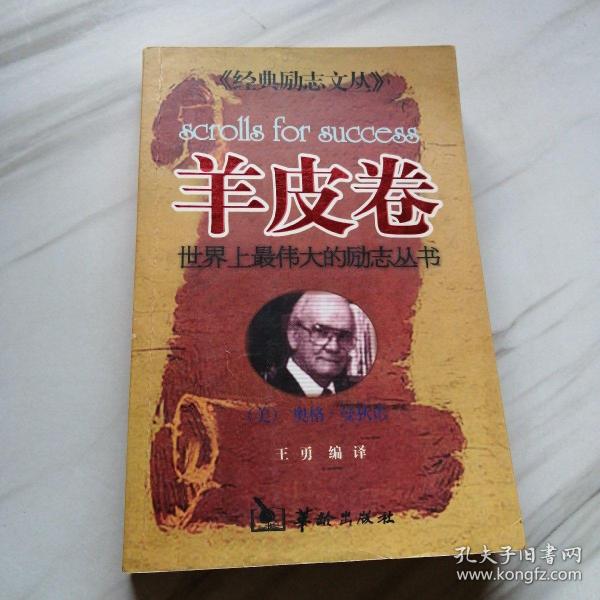 《经典励志文丛》
scrolls for success
羊皮卷
世界上最伟大的励志丛书
（美） 奥格·曼狄诺
王勇 编译
华龄出版社
孔夫子旧书网
www.kongfz.com